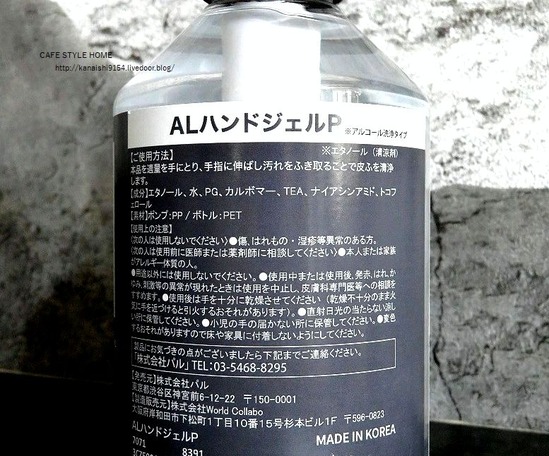 CAFE STYLE HOME
http://kanaishi9154.livedoor.blog/
ALハンドジェルP ※アルコール洗浄タイプ
【ご使用方法】 ※エタノール（清涼剤）
本品を適量を手にとり、手指に伸ばし汚れをふき取ることで皮ふを清浄
します。
【成分】エタノール、水、PG、カルボマー、TEA、ナイアシンアミド、トコフ
ェロール
【具材】ポンプ:PP / ボトル:PET
【使用上の注意】
〈次の人は使用しないでください〉●傷、はれもの・湿疹等異常のある方。
〈次の人は使用前に医師または薬剤師に相談してください〉●本人または家族
がアレルギー体質の人。
●用途以外には使用しないでください。●使用中または使用後、発赤、はれ、か
ゆみ、刺激等の異常が現れたときは使用を中止し、皮膚科専門医等への相談を
すすめます。●使用後は手を十分に乾燥させてください（乾燥不十分のまま火
気に手を近づけると引火するおそれがあります）。●直射日光の当たらない涼し
い所に保管してください。●小児の手の届かない所に保管してください。●変色
するおそれがありますので床や家具に付着しないようにしてください。
製品にお気づきの点がございましたら下記までご連絡ください。
「株式会社パル」TEL:03-5468-8295
【発売元】株式会社パル
東京都渋谷区神宮前6-12-22 〒150-0001
【製造販売元】株式会社World Collabo
大阪府岸和田市下松町1丁目10番15号杉本ビル1F 〒596-0823
ALハンドジェルP MADE IN KOREA
7071 8391